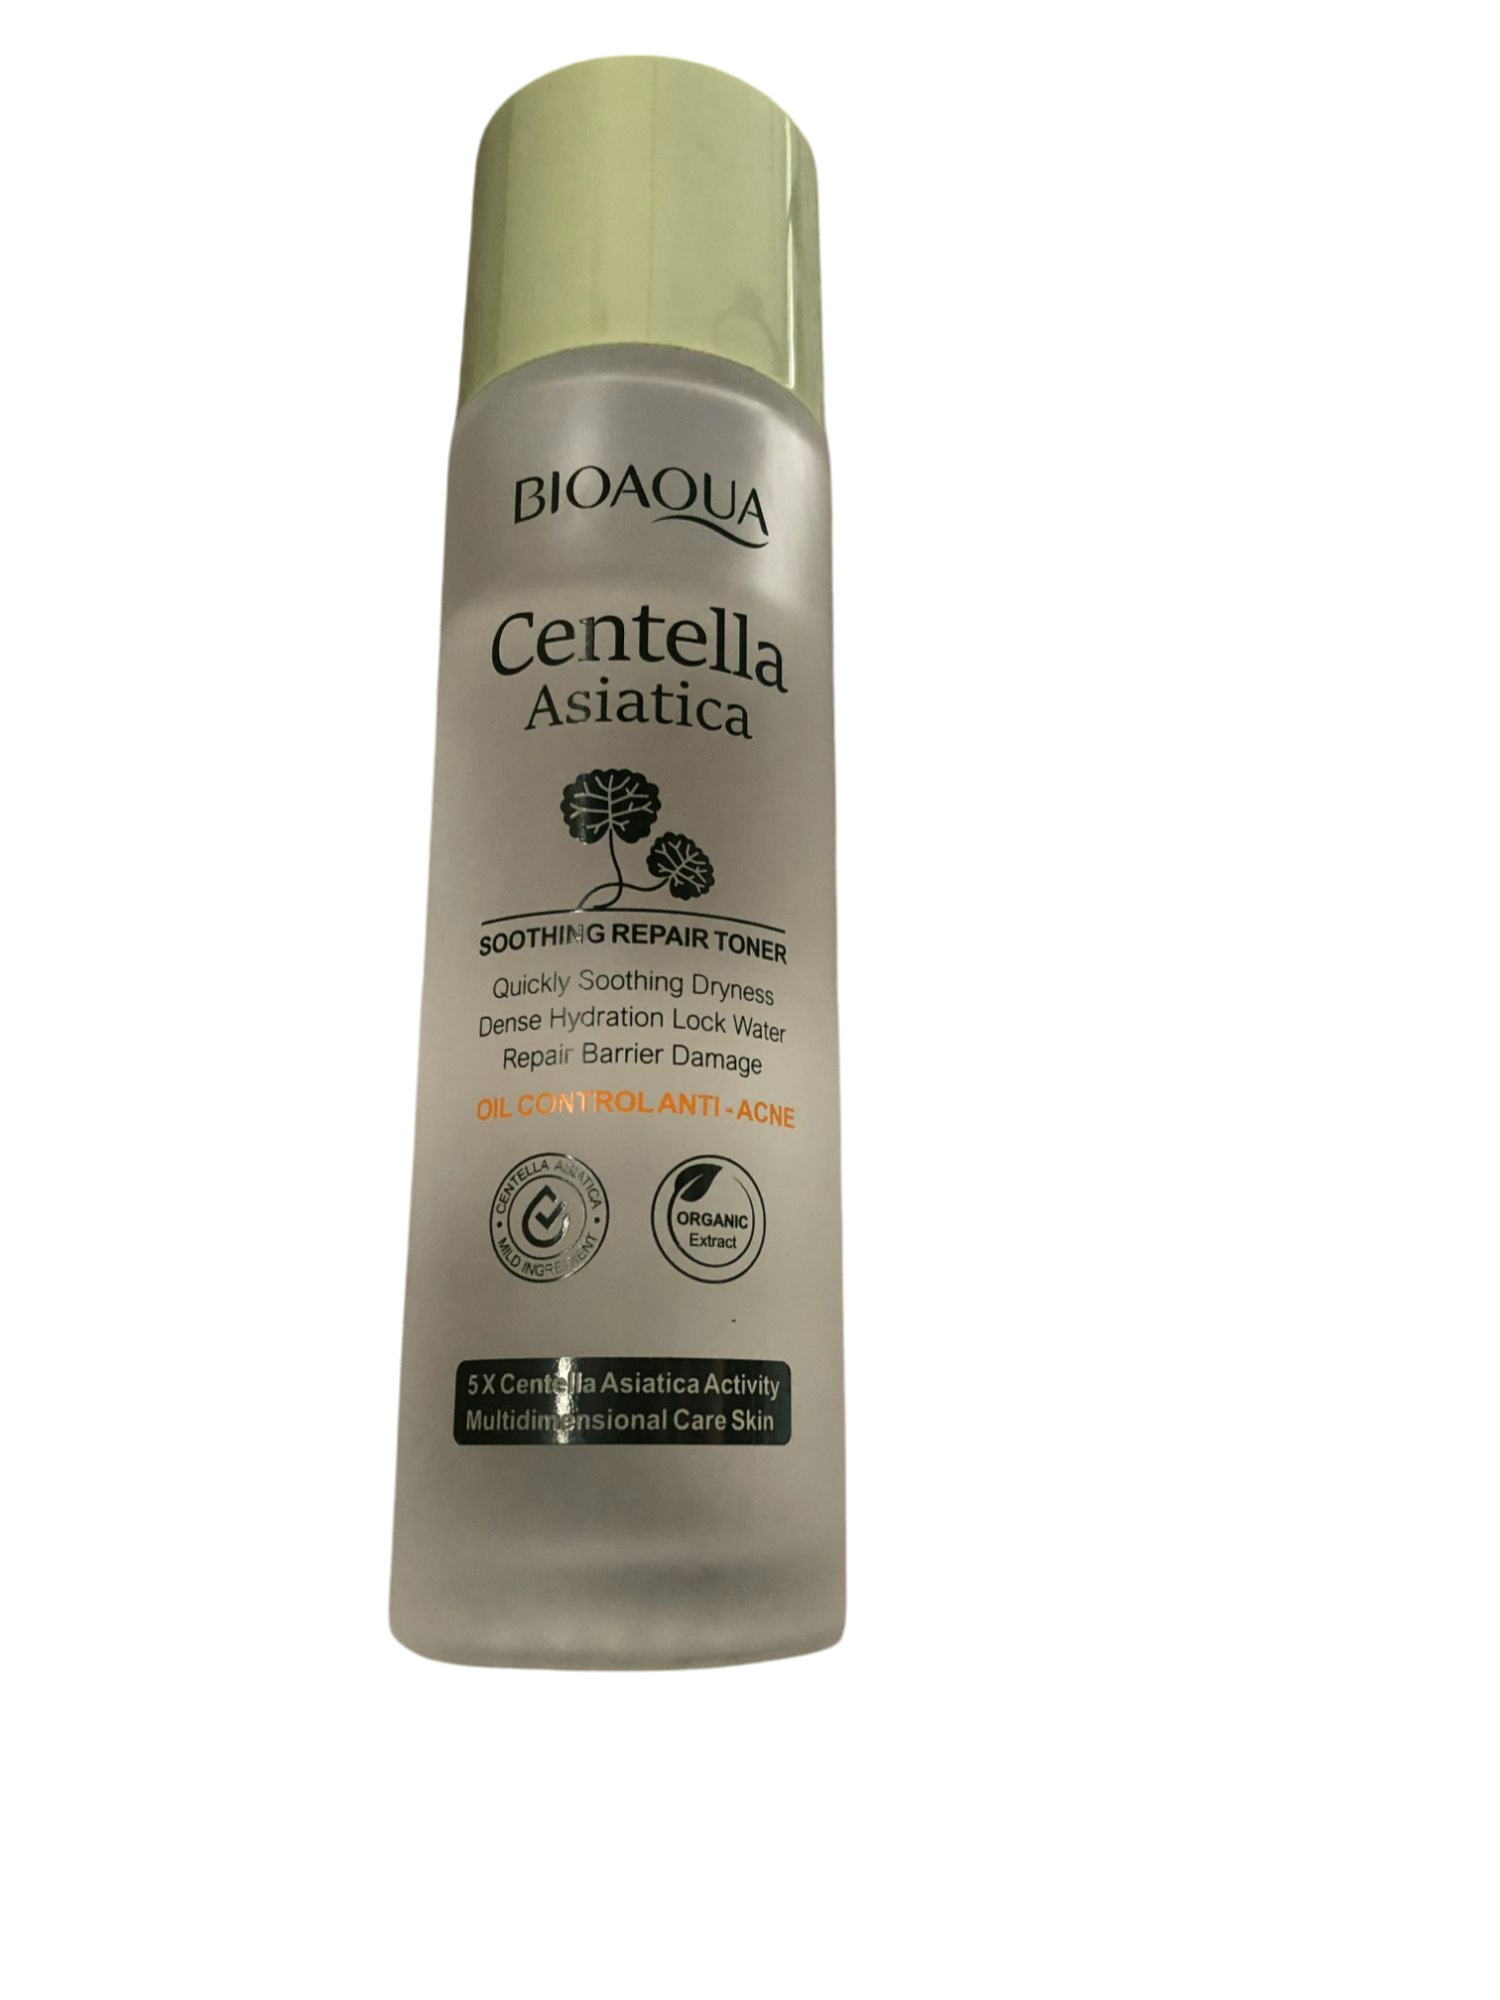 BIOAQUA
Centella
Asiatica
SOOTHING REPAIR TONER
Quickly Soothing Dryness
Dense Hydration Lock Water
Repair Barrier Damage
OIL CONTROL ANTI-ACNE
CENTELLA ASIATICA
MILD INGREDIENT
ORGANIC
Extract
5X Centella Asiatica Activity
Multidimensional Care Skin